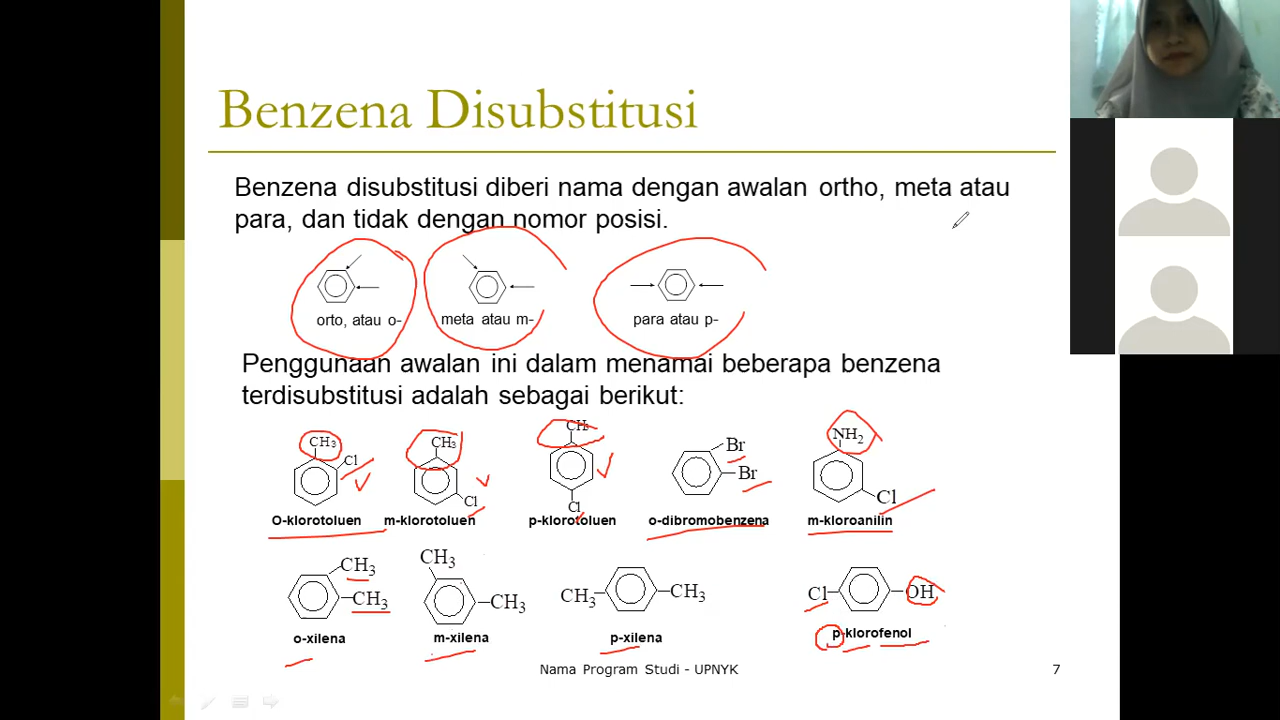 Benzena Disubstitusi
Benzena disubstitusi diberi nama dengan awalan ortho, meta atau
para, dan tidak dengan nomor posisi.
orto, atau o-
meta atau m-
para atau p-
Penggunaan awalan ini dalam menamai beberapa benzena
terdisubstitusi adalah sebagai berikut:
CH3
Cl
O-klorotoluen
CH3
Cl
m-klorotoluen
CH3
Cl
p-klorotoluen
Br
Br
o-dibromobenzena
NH2
Cl
m-kloroanilin
CH3
CH3
o-xilena
CH3
CH3
m-xilena
CH3
CH3
p-xilena
Cl
OH
p-klorofenol
Nama Program Studi - UPNYK
7